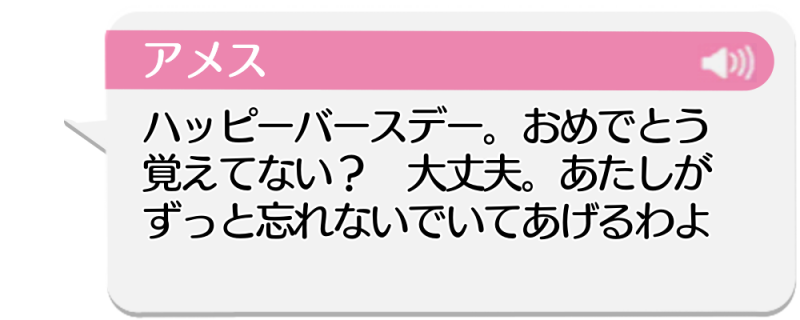 アメス
ハッピーバースデー。おめでとう
覚えてない？　大丈夫。あたしが
ずっと忘れないでいてあげるわよ